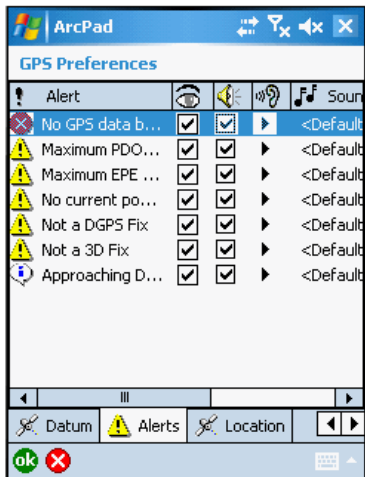 ArcPad
GPS Preferences
Alert Soun
No GPS data b... <Default
Maximum PDO... <Default
Maximum EPE ... <Default
No current po... <Default
Not a DGPS Fix <Default
Not a 3D Fix <Default
Approaching D... <Default
Datum Alerts Location
ok